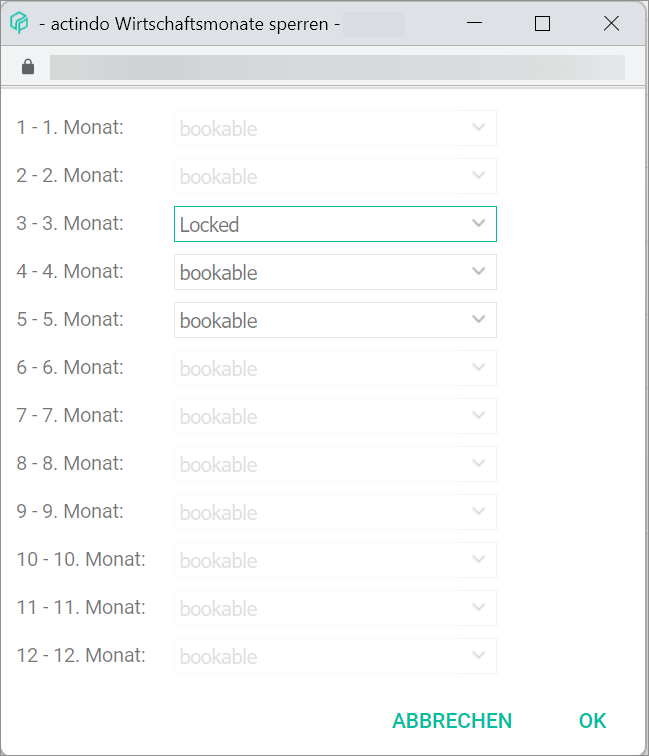 - actindo Wirtschaftsmonate sperren -
1 - 1. Monat: bookable
2 - 2. Monat: bookable
3 - 3. Monat: Locked
4 - 4. Monat: bookable
5 - 5. Monat: bookable
6 - 6. Monat: bookable
7 - 7. Monat: bookable
8 - 8. Monat: bookable
9 - 9. Monat: bookable
10 - 10. Monat: bookable
11 - 11. Monat: bookable
12 - 12. Monat: bookable
ABBRECHEN OK